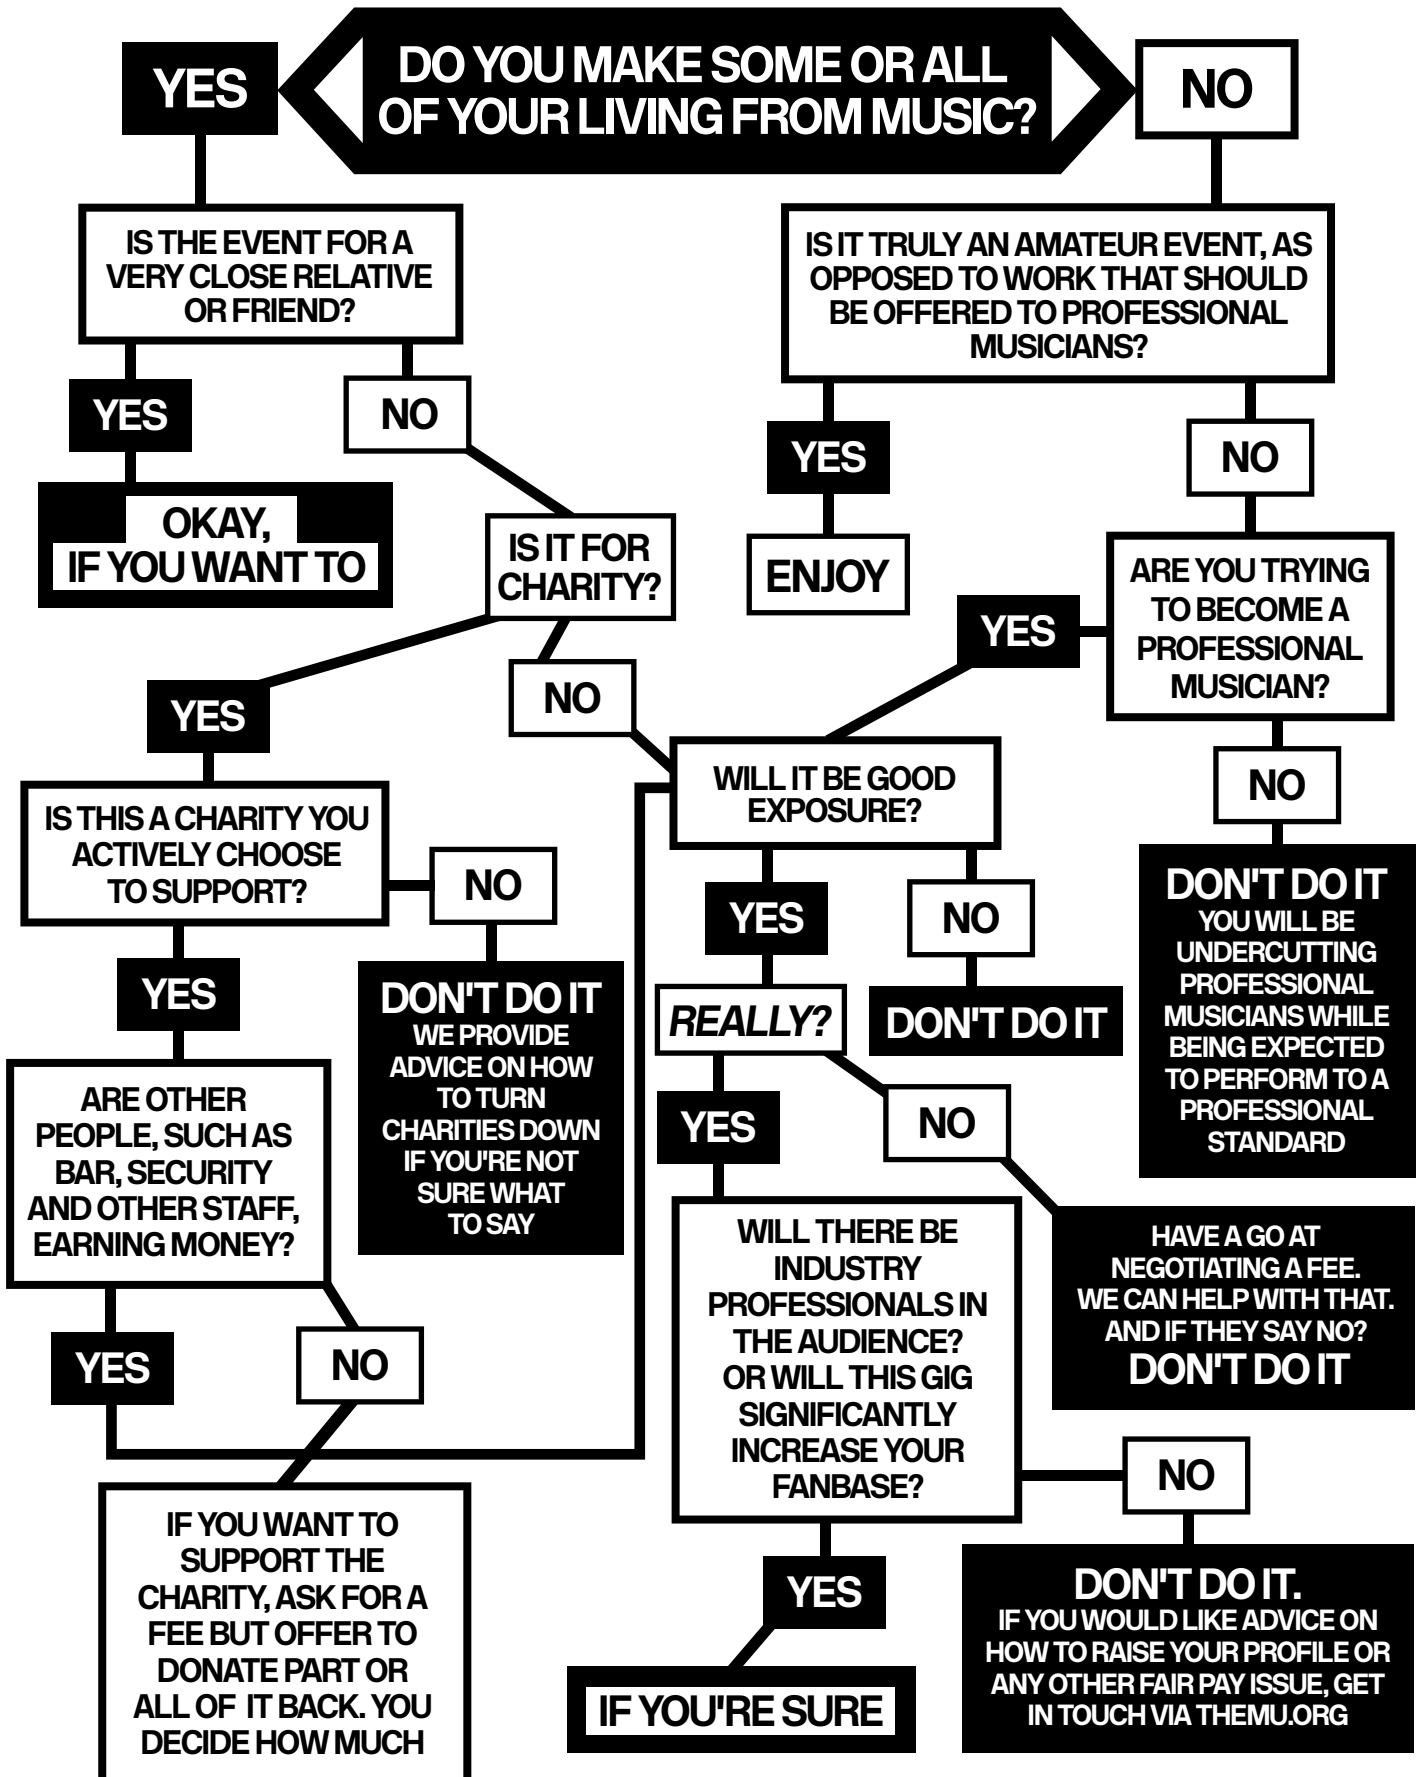 DO YOU MAKE SOME OR ALL
OF YOUR LIVING FROM MUSIC?
YES
NO
IS THE EVENT FOR A
VERY CLOSE RELATIVE
OR FRIEND?
YES
NO
OKAY,
IF YOU WANT TO
IS IT FOR
CHARITY?
YES
NO
IS THIS A CHARITY YOU
ACTIVELY CHOOSE
TO SUPPORT?
NO
DON'T DO IT
WE PROVIDE
ADVICE ON HOW
TO TURN
CHARITIES DOWN
IF YOU'RE NOT
SURE WHAT
TO SAY
YES
ARE OTHER
PEOPLE, SUCH AS
BAR, SECURITY
AND OTHER STAFF,
EARNING MONEY?
YES
NO
IF YOU WANT TO
SUPPORT THE
CHARITY, ASK FOR A
FEE BUT OFFER TO
DONATE PART OR
ALL OF IT BACK. YOU
DECIDE HOW MUCH
IS IT TRULY AN AMATEUR EVENT, AS
OPPOSED TO WORK THAT SHOULD
BE OFFERED TO PROFESSIONAL
MUSICIANS?
YES
ENJOY
NO
ARE YOU TRYING
TO BECOME A
PROFESSIONAL
MUSICIAN?
YES
NO
DON'T DO IT
YOU WILL BE
UNDERCUTTING
PROFESSIONAL
MUSICIANS WHILE
BEING EXPECTED
TO PERFORM TO A
PROFESSIONAL
STANDARD
WILL IT BE GOOD
EXPOSURE?
YES
NO
DON'T DO IT
REALLY?
YES
NO
HAVE A GO AT
NEGOTIATING A FEE.
WE CAN HELP WITH THAT.
AND IF THEY SAY NO?
DON'T DO IT
WILL THERE BE
INDUSTRY
PROFESSIONALS IN
THE AUDIENCE?
OR WILL THIS GIG
SIGNIFICANTLY
INCREASE YOUR
FANBASE?
YES
IF YOU'RE SURE
NO
DON'T DO IT.
IF YOU WOULD LIKE ADVICE ON
HOW TO RAISE YOUR PROFILE OR
ANY OTHER FAIR PAY ISSUE, GET
IN TOUCH VIA THEMU.ORG